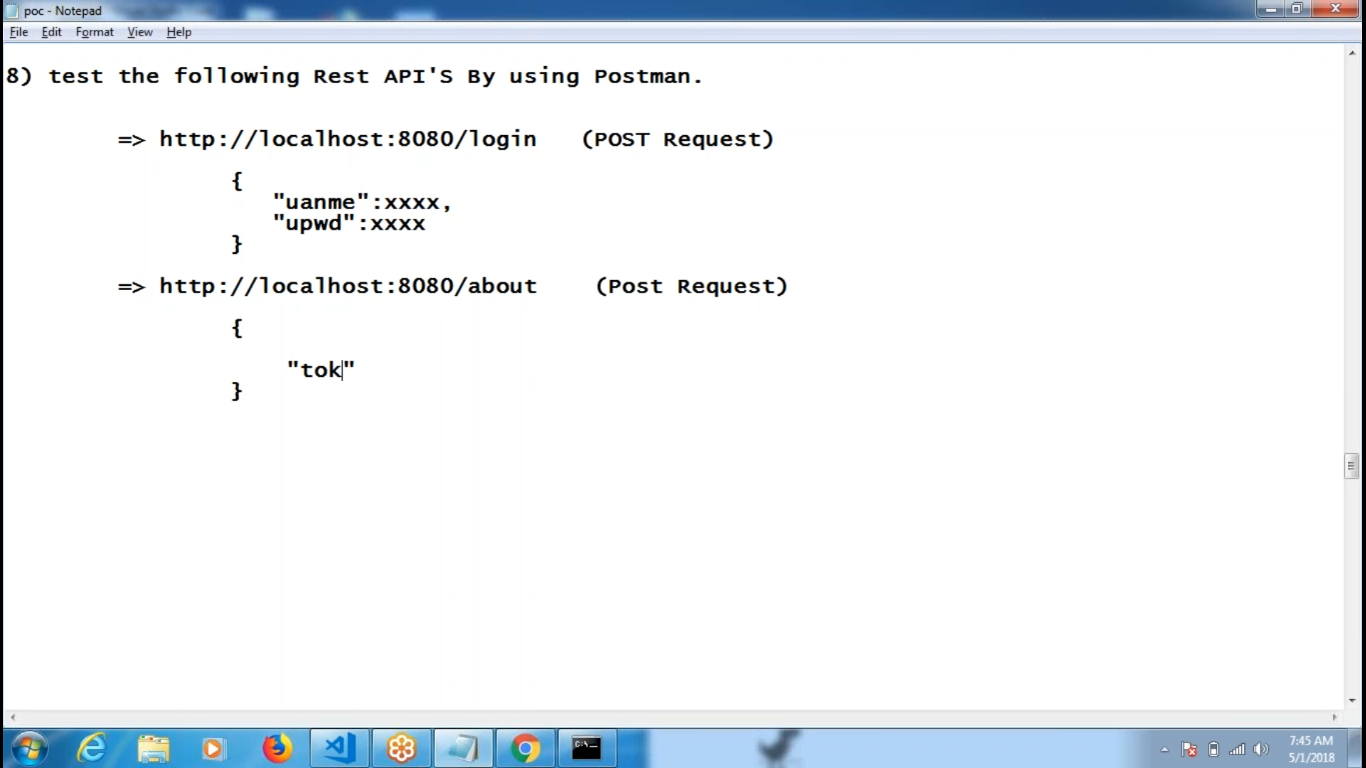 poc - Notepad
File Edit Format View Help
8) test the following Rest API'S By using Postman.
=> http://localhost:8080/login (POST Request)
{
"uanme":xxxx,
"upwd":xxxx
}
=> http://localhost:8080/about (Post Request)
{
"tok"
}
7:45 AM
5/1/2018